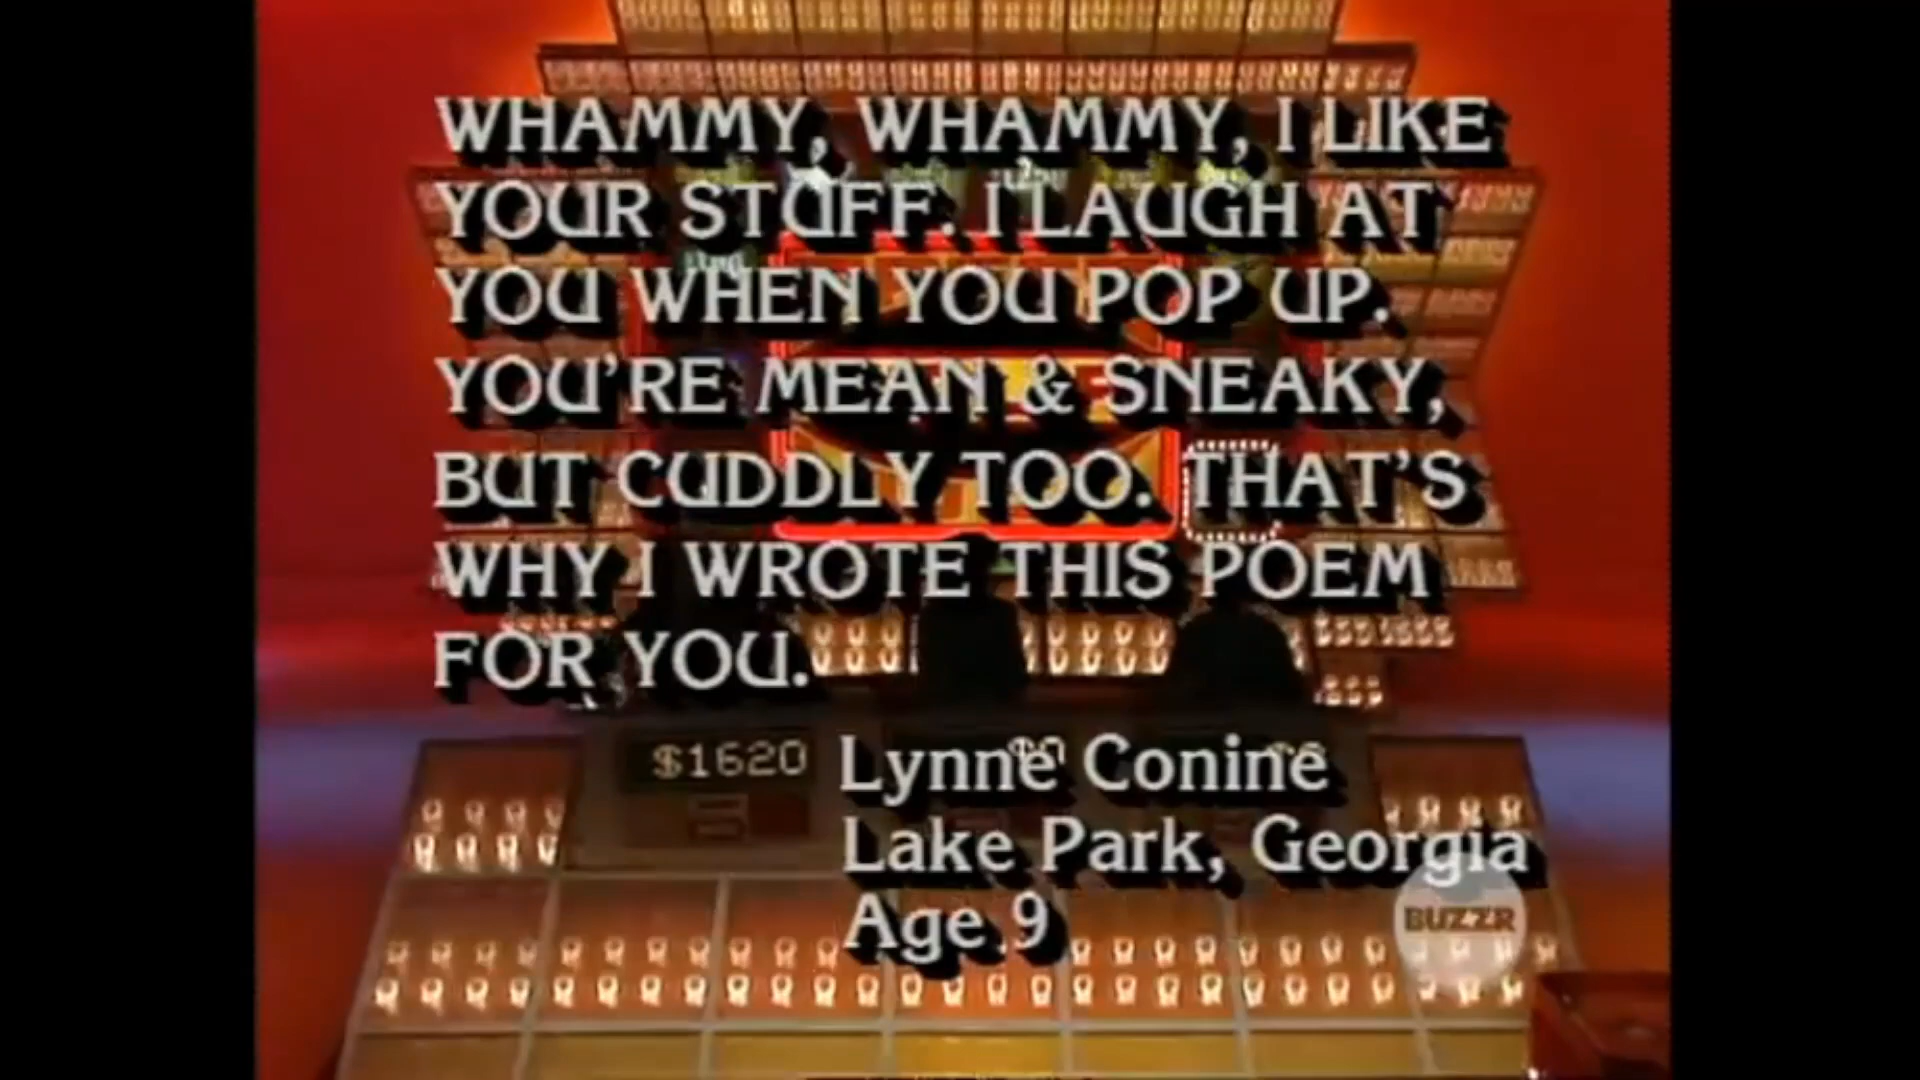 WHAMMY, WHAMMY, I LIKE
YOUR STUFF. I LAUGH AT
YOU WHEN YOU POP UP.
YOU'RE MEAN & SNEAKY,
BUT CUDDLY TOO. THAT'S
WHY I WROTE THIS POEM
FOR YOU.
$1620
Lynne Conine
Lake Park, Georgia
Age 9
BUZZR